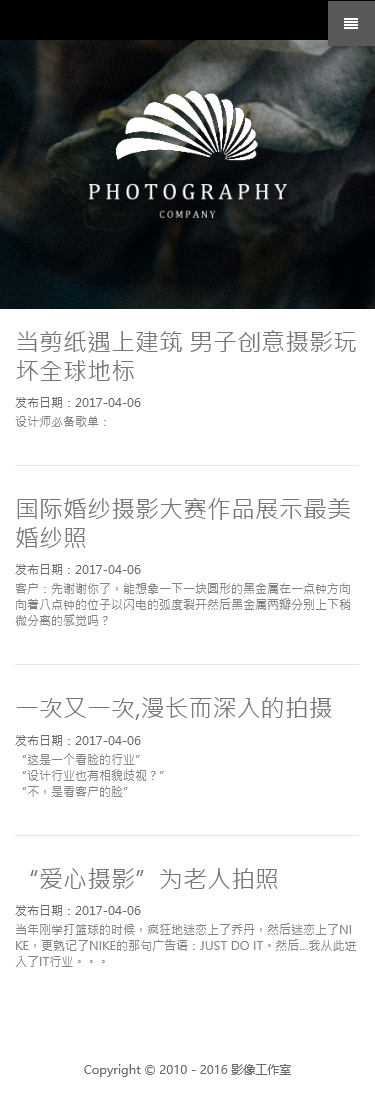 PHOTOGRAPHY
COMPANY
当剪纸遇上建筑 男子创意摄影玩
坏全球地标
发布日期：2017-04-06
设计师必备歌单：
国际婚纱摄影大赛作品展示最美
婚纱照
发布日期：2017-04-06
客户：先谢谢你了，能想象一下一块圆形的黑金属在一点钟方向
向着八点钟的位子以闪电的弧度裂开然后黑金属两瓣分别上下稍
微分离的感觉吗？
一次又一次,漫长而深入的拍摄
发布日期：2017-04-06
“这是一个看脸的行业”
“设计行业也有相貌歧视？”
“不，是看客户的脸”
“爱心摄影”为老人拍照
发布日期：2017-04-06
当年刚学打篮球的时候，疯狂地迷恋上了乔丹，然后迷恋上了NI
KE，更熟记了NIKE的那句广告语：JUST DO IT。然后...我从此进
入了IT行业。。。
Copyright © 2010 - 2016 影像工作室